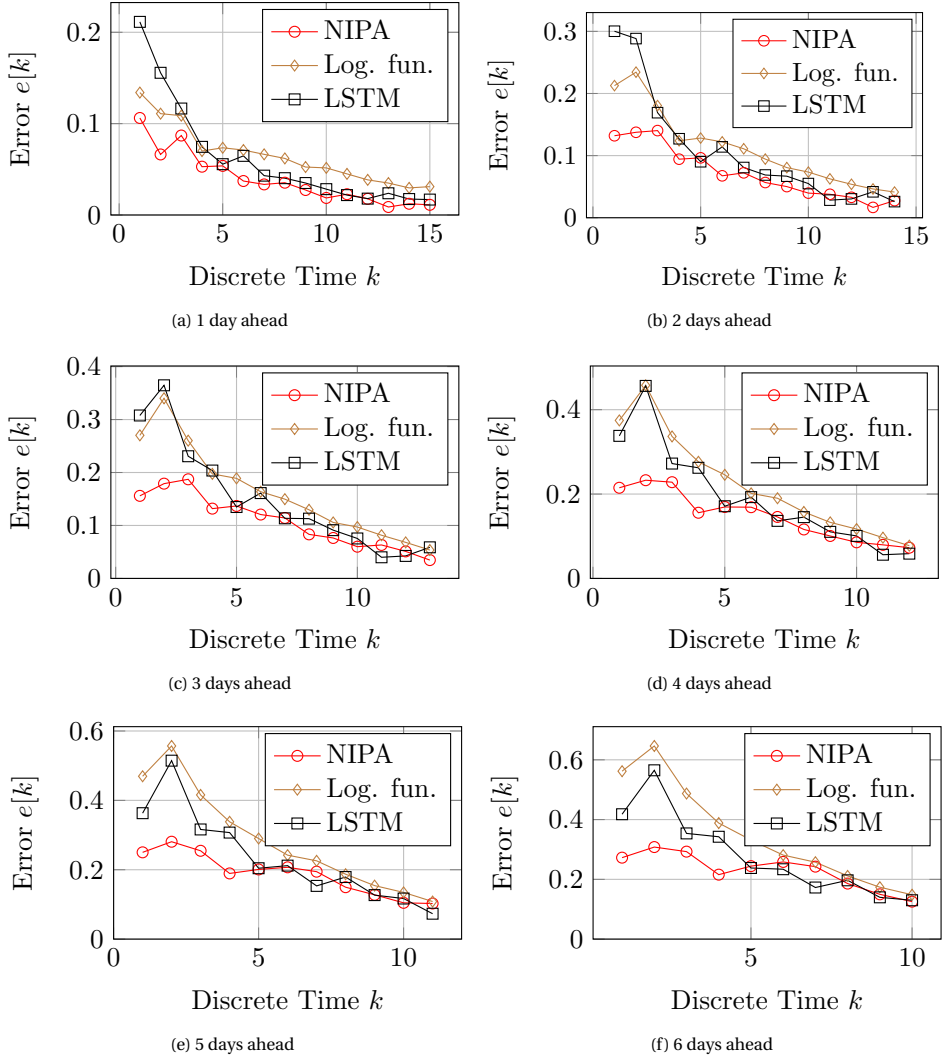 0.2
0.1
0
Error e[k]
NIPA
Log. fun.
LSTM
0 5 10 15
Discrete Time k
(a) 1 day ahead
0.3
0.2
0.1
0
Error e[k]
NIPA
Log. fun.
LSTM
0 5 10 15
Discrete Time k
(b) 2 days ahead
0.4
0.3
0.2
0.1
0
Error e[k]
NIPA
Log. fun.
LSTM
0 5 10
Discrete Time k
(c) 3 days ahead
0.4
0.2
0
Error e[k]
NIPA
Log. fun.
LSTM
0 5 10
Discrete Time k
(d) 4 days ahead
0.6
0.4
0.2
0
Error e[k]
NIPA
Log. fun.
LSTM
0 5 10
Discrete Time k
(e) 5 days ahead
0.6
0.4
0.2
0
Error e[k]
NIPA
Log. fun.
LSTM
0 5 10
Discrete Time k
(f) 6 days ahead